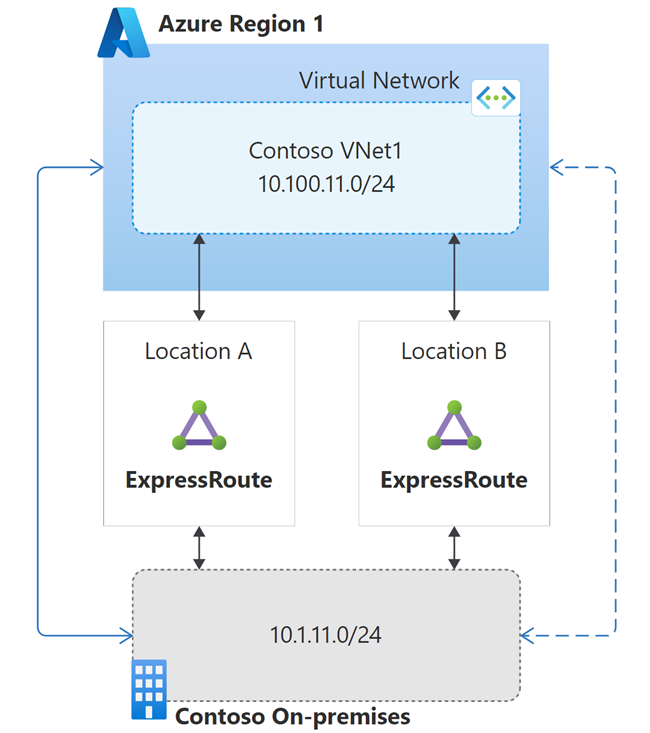 Azure Region 1
Virtual Network
Contoso VNet1
10.100.11.0/24
Location A
Location B
ExpressRoute
ExpressRoute
10.1.11.0/24
Contoso On-premises